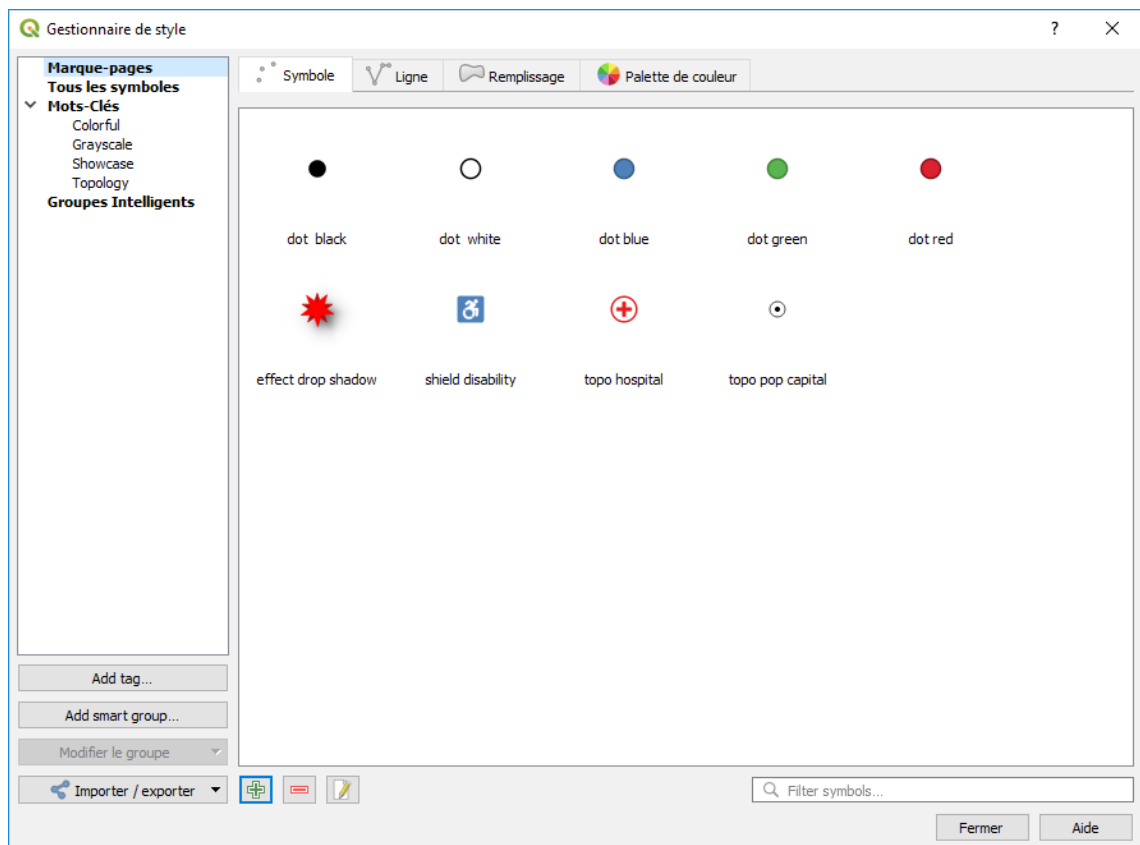 Gestionnaire de style
?
Marque-pages
Tous les symboles
Mots-Clés
Colorful
Grayscale
Showcase
Topology
Groupes Intelligents
Add tag...
Add smart group...
Modifier le groupe
Importer / exporter
Symbole
Ligne
Remplissage
Palette de couleur
dot  black
dot  white
dot blue
dot green
dot red
effect drop shadow
shield disability
topo hospital
topo pop capital
Filter symbols...
Fermer
Aide